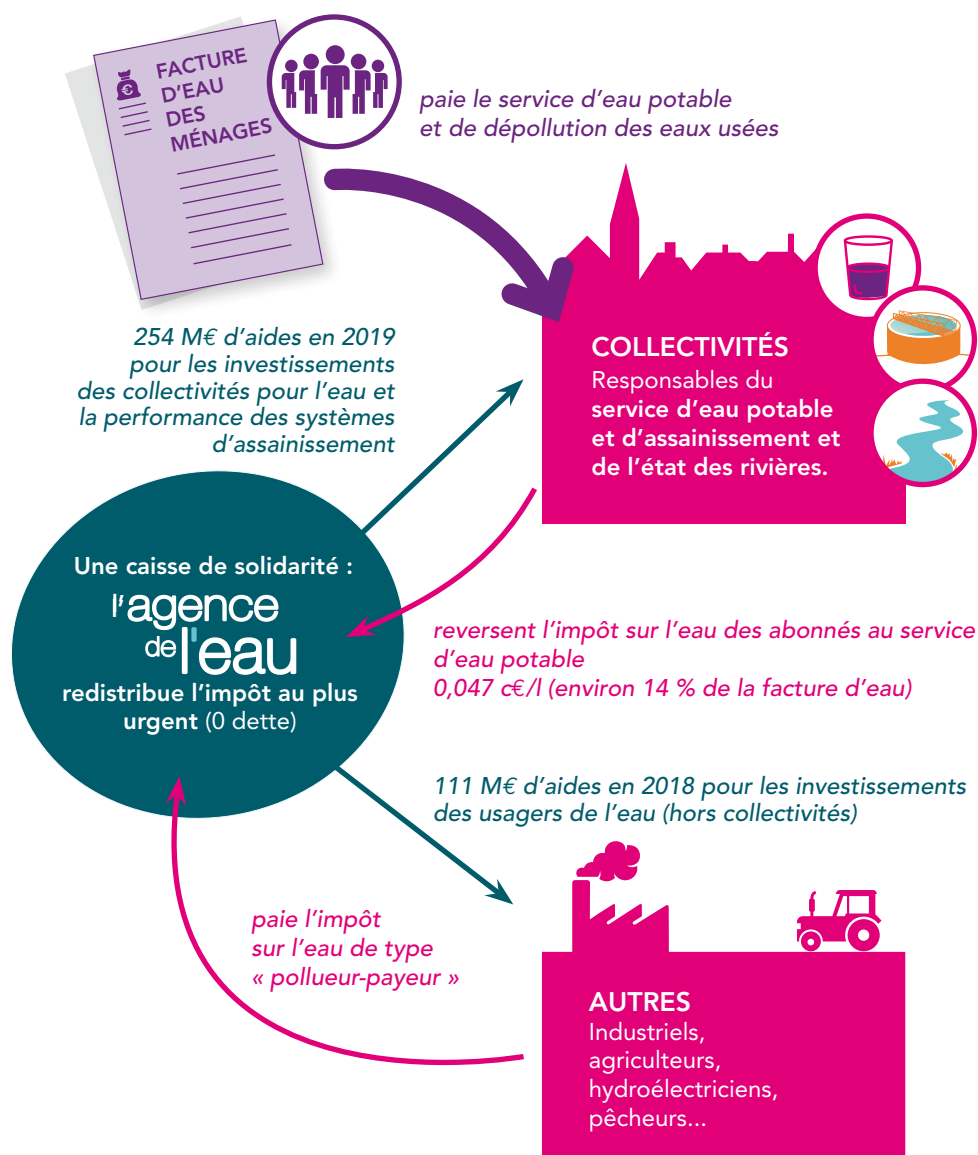 FACTURE
D'EAU
DES
MÉNAGES
€
paie le service d'eau potable
et de dépollution des eaux usées
254 M€ d'aides en 2019
pour les investissements
des collectivités pour l'eau et
la performance des systèmes
d'assainissement
COLLECTIVITÉS
Responsables du
service d'eau potable
et d'assainissement et
de l'état des rivières.
Une caisse de solidarité :
l'agence
de l'eau
redistribue l'impôt au plus
urgent (0 dette)
reversent l'impôt sur l'eau des abonnés au service
d'eau potable
0,047 c€/l (environ 14 % de la facture d'eau)
111 M€ d'aides en 2018 pour les investissements
des usagers de l'eau (hors collectivités)
paie l'impôt
sur l'eau de type
« pollueur-payeur »
AUTRES
Industriels,
agriculteurs,
hydroélectriciens,
pêcheurs...